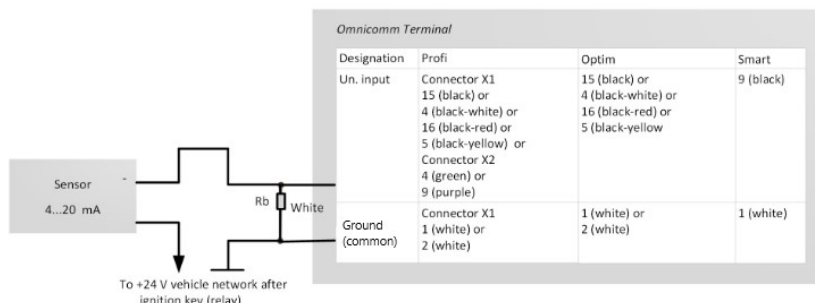 Omnicomm Terminal
Designation Profi Optim Smart
Un. input Connector X1 15 (black) or 9 (black)
15 (black) or 4 (black-white) or
4 (black-white) or 16 (black-red) or
16 (black-red) or 5 (black-yellow
5 (black-yellow) or
Connector X2
4 (green) or
9 (purple)
Sensor -
4...20 mA
Rb White
Ground (common) Connector X1 1 (white) or 1 (white)
1 (white) or 2 (white)
2 (white)
To +24 V vehicle network after
ignition key (relay)